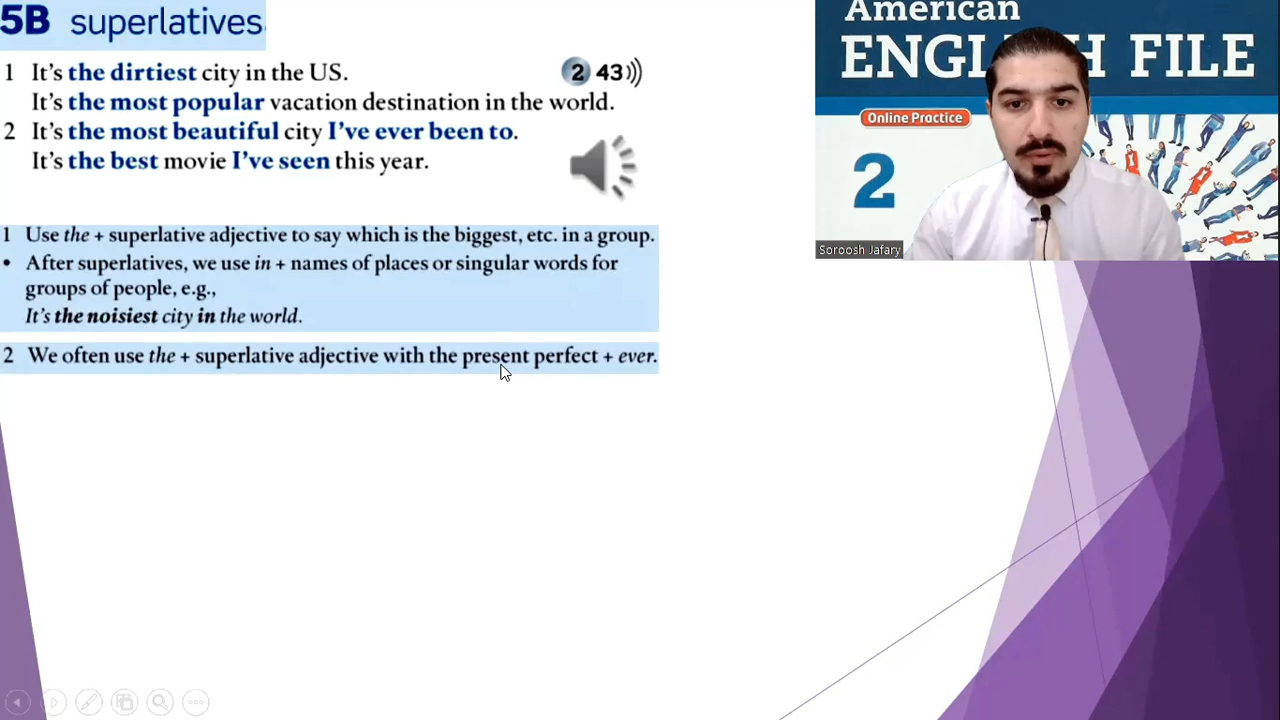 5B superlatives
1 It's the dirtiest city in the US.
2 43
It's the most popular vacation destination in the world.
2 It's the most beautiful city I've ever been to.
It's the best movie I've seen this year.
1 Use the + superlative adjective to say which is the biggest, etc. in a group.
• After superlatives, we use in + names of places or singular words for
groups of people, e.g.,
It's the noisiest city in the world.
2 We often use the + superlative adjective with the present perfect + ever.
American
ENGLISH FILE
Online Practice
2
Soroosh Jafary